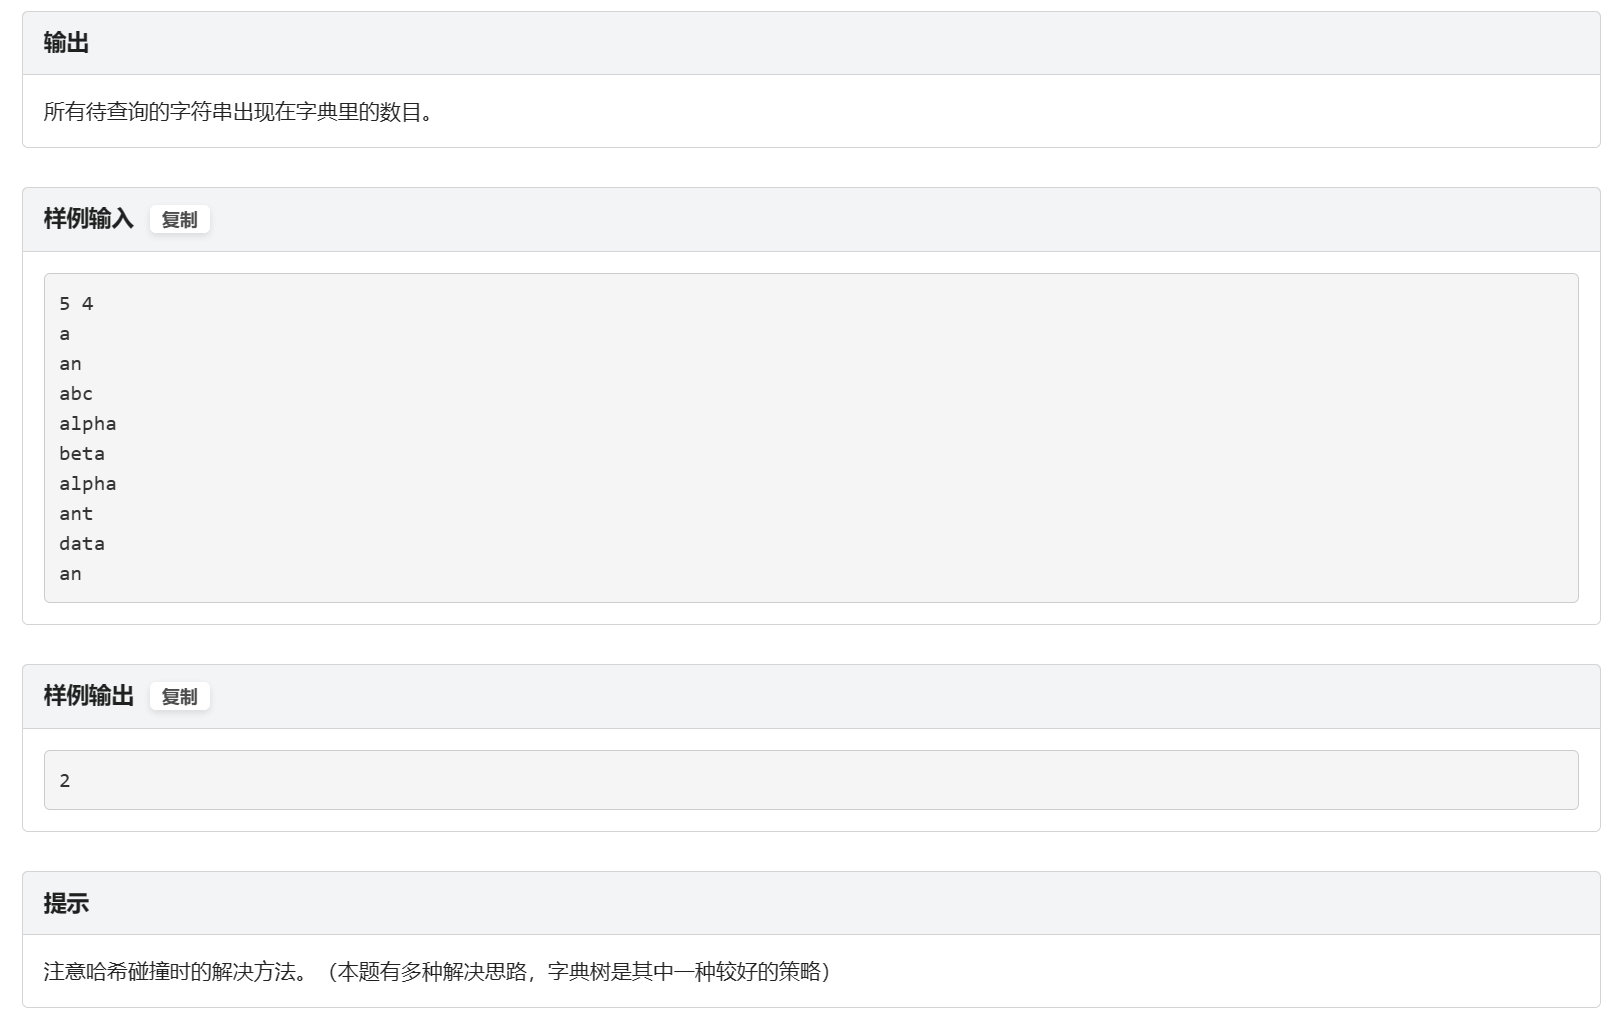 输出
所有待查询的字符串出现在字典里的数目。
样例输入 复制
5 4
a
an
abc
alpha
beta
alpha
ant
data
an
样例输出 复制
2
提示
注意哈希碰撞时的解决方法。（本题有多种解决思路，字典树是其中一种较好的策略）